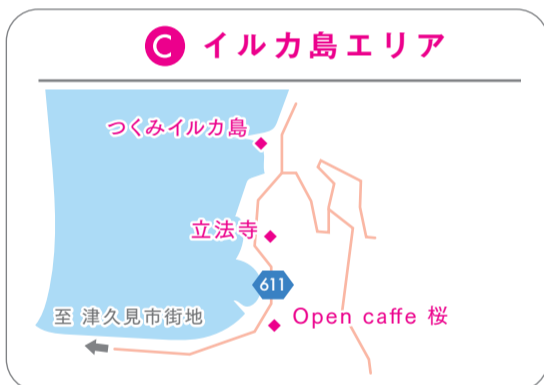 C イルカ島エリア
つくみイルカ島
立法寺
611
至 津久見市街地
Open caffe 桜